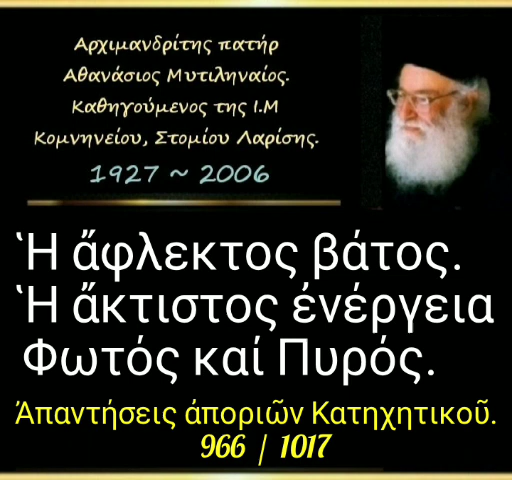 Αρχιμανδρίτης πατήρ
Αθανάσιος Μυτιληναίος.
Καθηγούμενος της Ι.Μ
Κομνηνείου, Στομίου Λαρίσης.
1927 ~ 2006
Ἡ ἄφλεκτος βάτος.
Ἡ ἄκτιστος ἐνέργεια
Φωτός καί Πυρός.
Ἀπαντήσεις ἀποριῶν Κατηχητικοῦ.
966 / 1017